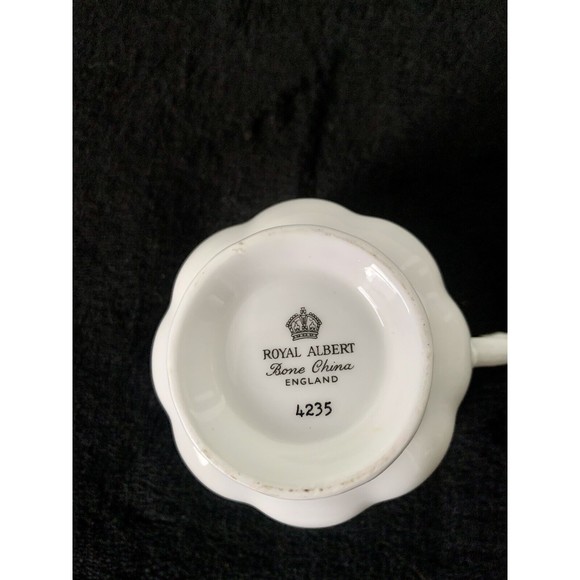 ROYAL ALBERT
Bone China
ENGLAND
4235